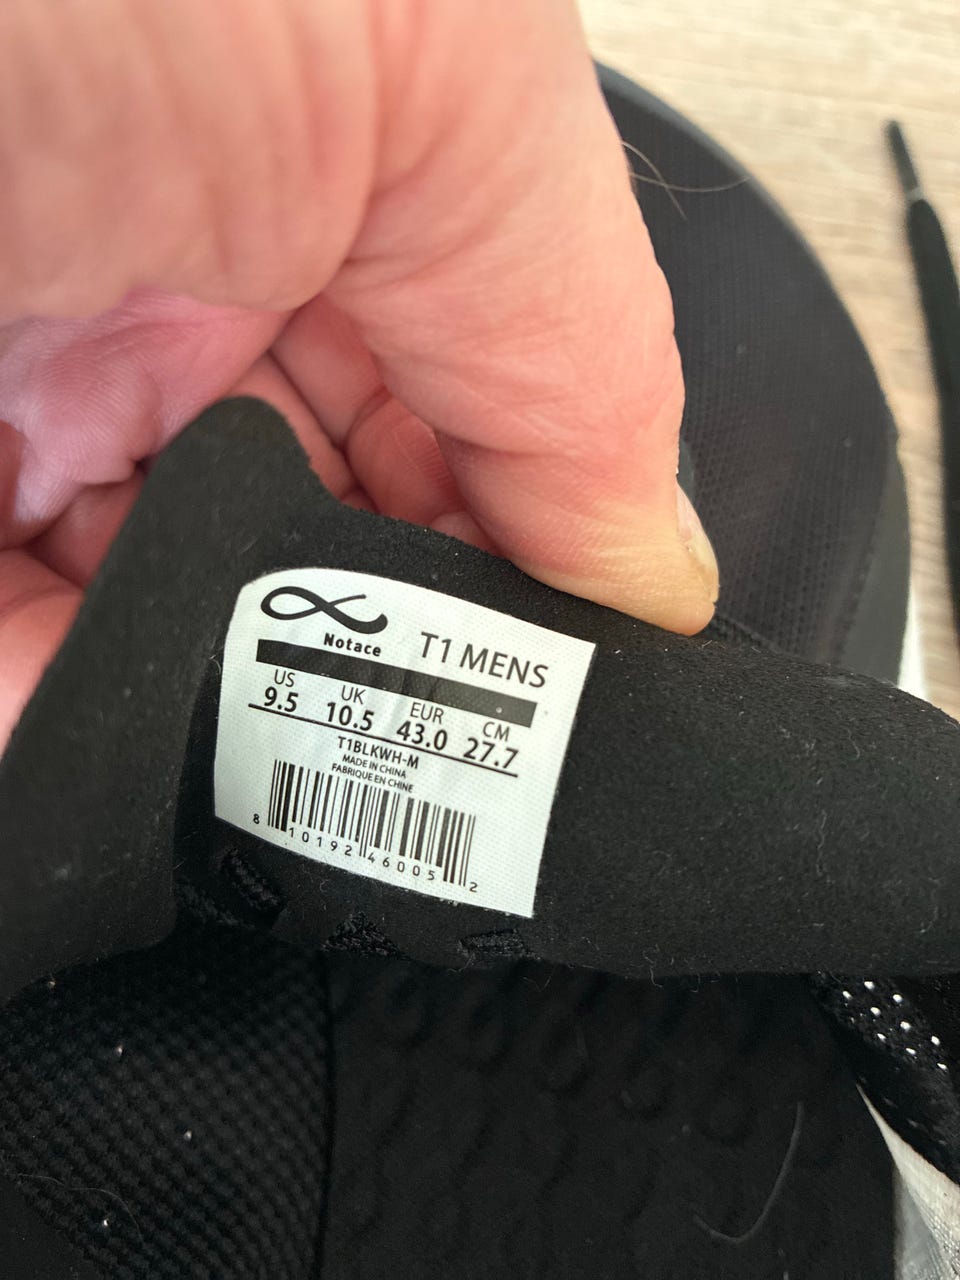 Notace T1 MENS
US UK EUR CM
9.5 10.5 43.0 27.7
T1BLKWH-M
MADE IN CHINA
FABRIQUE EN CHINE
8 10192 46005 2